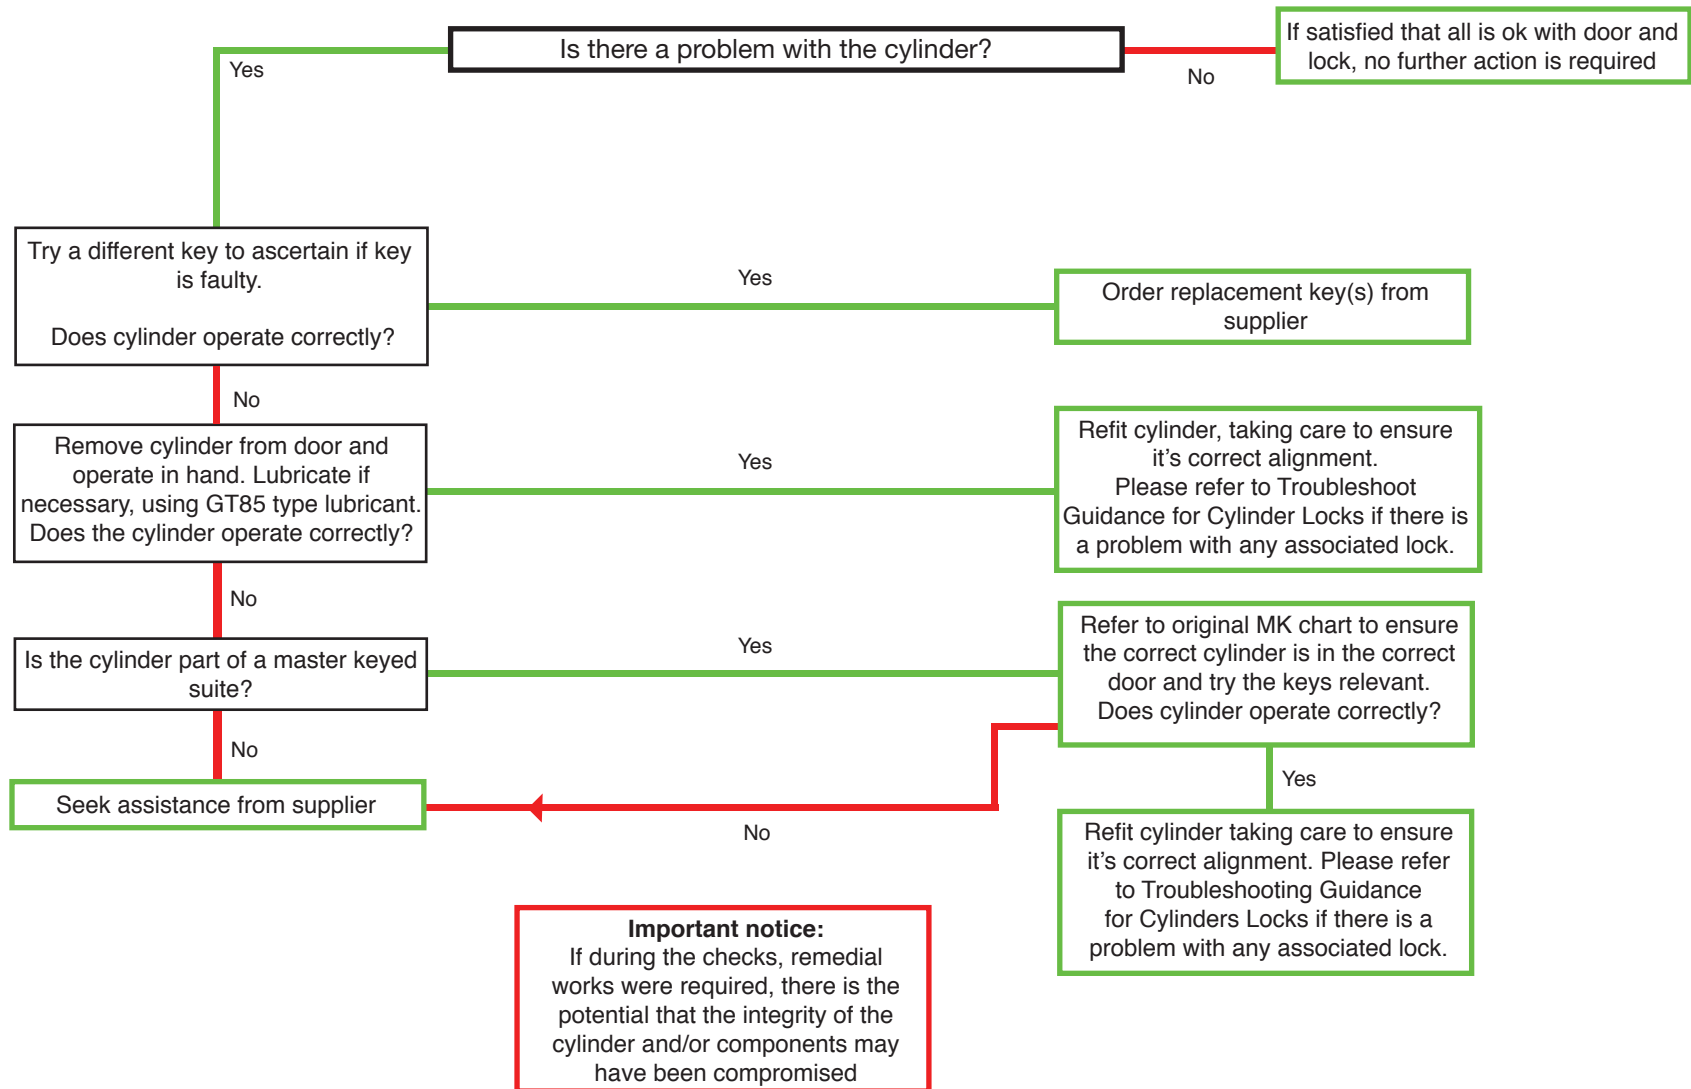 Is there a problem with the cylinder?
If satisfied that all is ok with door and
lock, no further action is required
Yes
No
Try a different key to ascertain if key
is faulty.
Does cylinder operate correctly?
Yes
Order replacement key(s) from
supplier
No
Remove cylinder from door and
operate in hand. Lubricate if
necessary, using GT85 type lubricant.
Does the cylinder operate correctly?
Yes
Refit cylinder, taking care to ensure
it's correct alignment.
Please refer to Troubleshoot
Guidance for Cylinder Locks if there is
a problem with any associated lock.
No
Is the cylinder part of a master keyed
suite?
Yes
Refer to original MK chart to ensure
the correct cylinder is in the correct
door and try the keys relevant.
Does cylinder operate correctly?
No
Yes
Seek assistance from supplier
No
Refit cylinder taking care to ensure
it's correct alignment. Please refer
to Troubleshooting Guidance
for Cylinders Locks if there is a
problem with any associated lock.
Important notice:
If during the checks, remedial
works were required, there is the
potential that the integrity of the
cylinder and/or components may
have been compromised